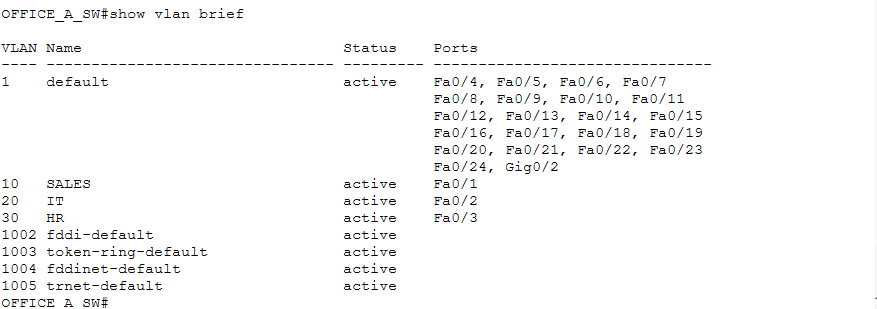 OFFICE_A_SW#show vlan brief
VLAN Name                             Status    Ports
---- -------------------------------- --------- -------------------------------
1    default                          active    Fa0/4, Fa0/5, Fa0/6, Fa0/7
                                                Fa0/8, Fa0/9, Fa0/10, Fa0/11
                                                Fa0/12, Fa0/13, Fa0/14, Fa0/15
                                                Fa0/16, Fa0/17, Fa0/18, Fa0/19
                                                Fa0/20, Fa0/21, Fa0/22, Fa0/23
                                                Fa0/24, Gig0/2
10   SALES                            active    Fa0/1
20   IT                               active    Fa0/2
30   HR                               active    Fa0/3
1002 fddi-default                     active
1003 token-ring-default               active
1004 fddinet-default                  active
1005 trnet-default                    active
OFFICE_A_SW#